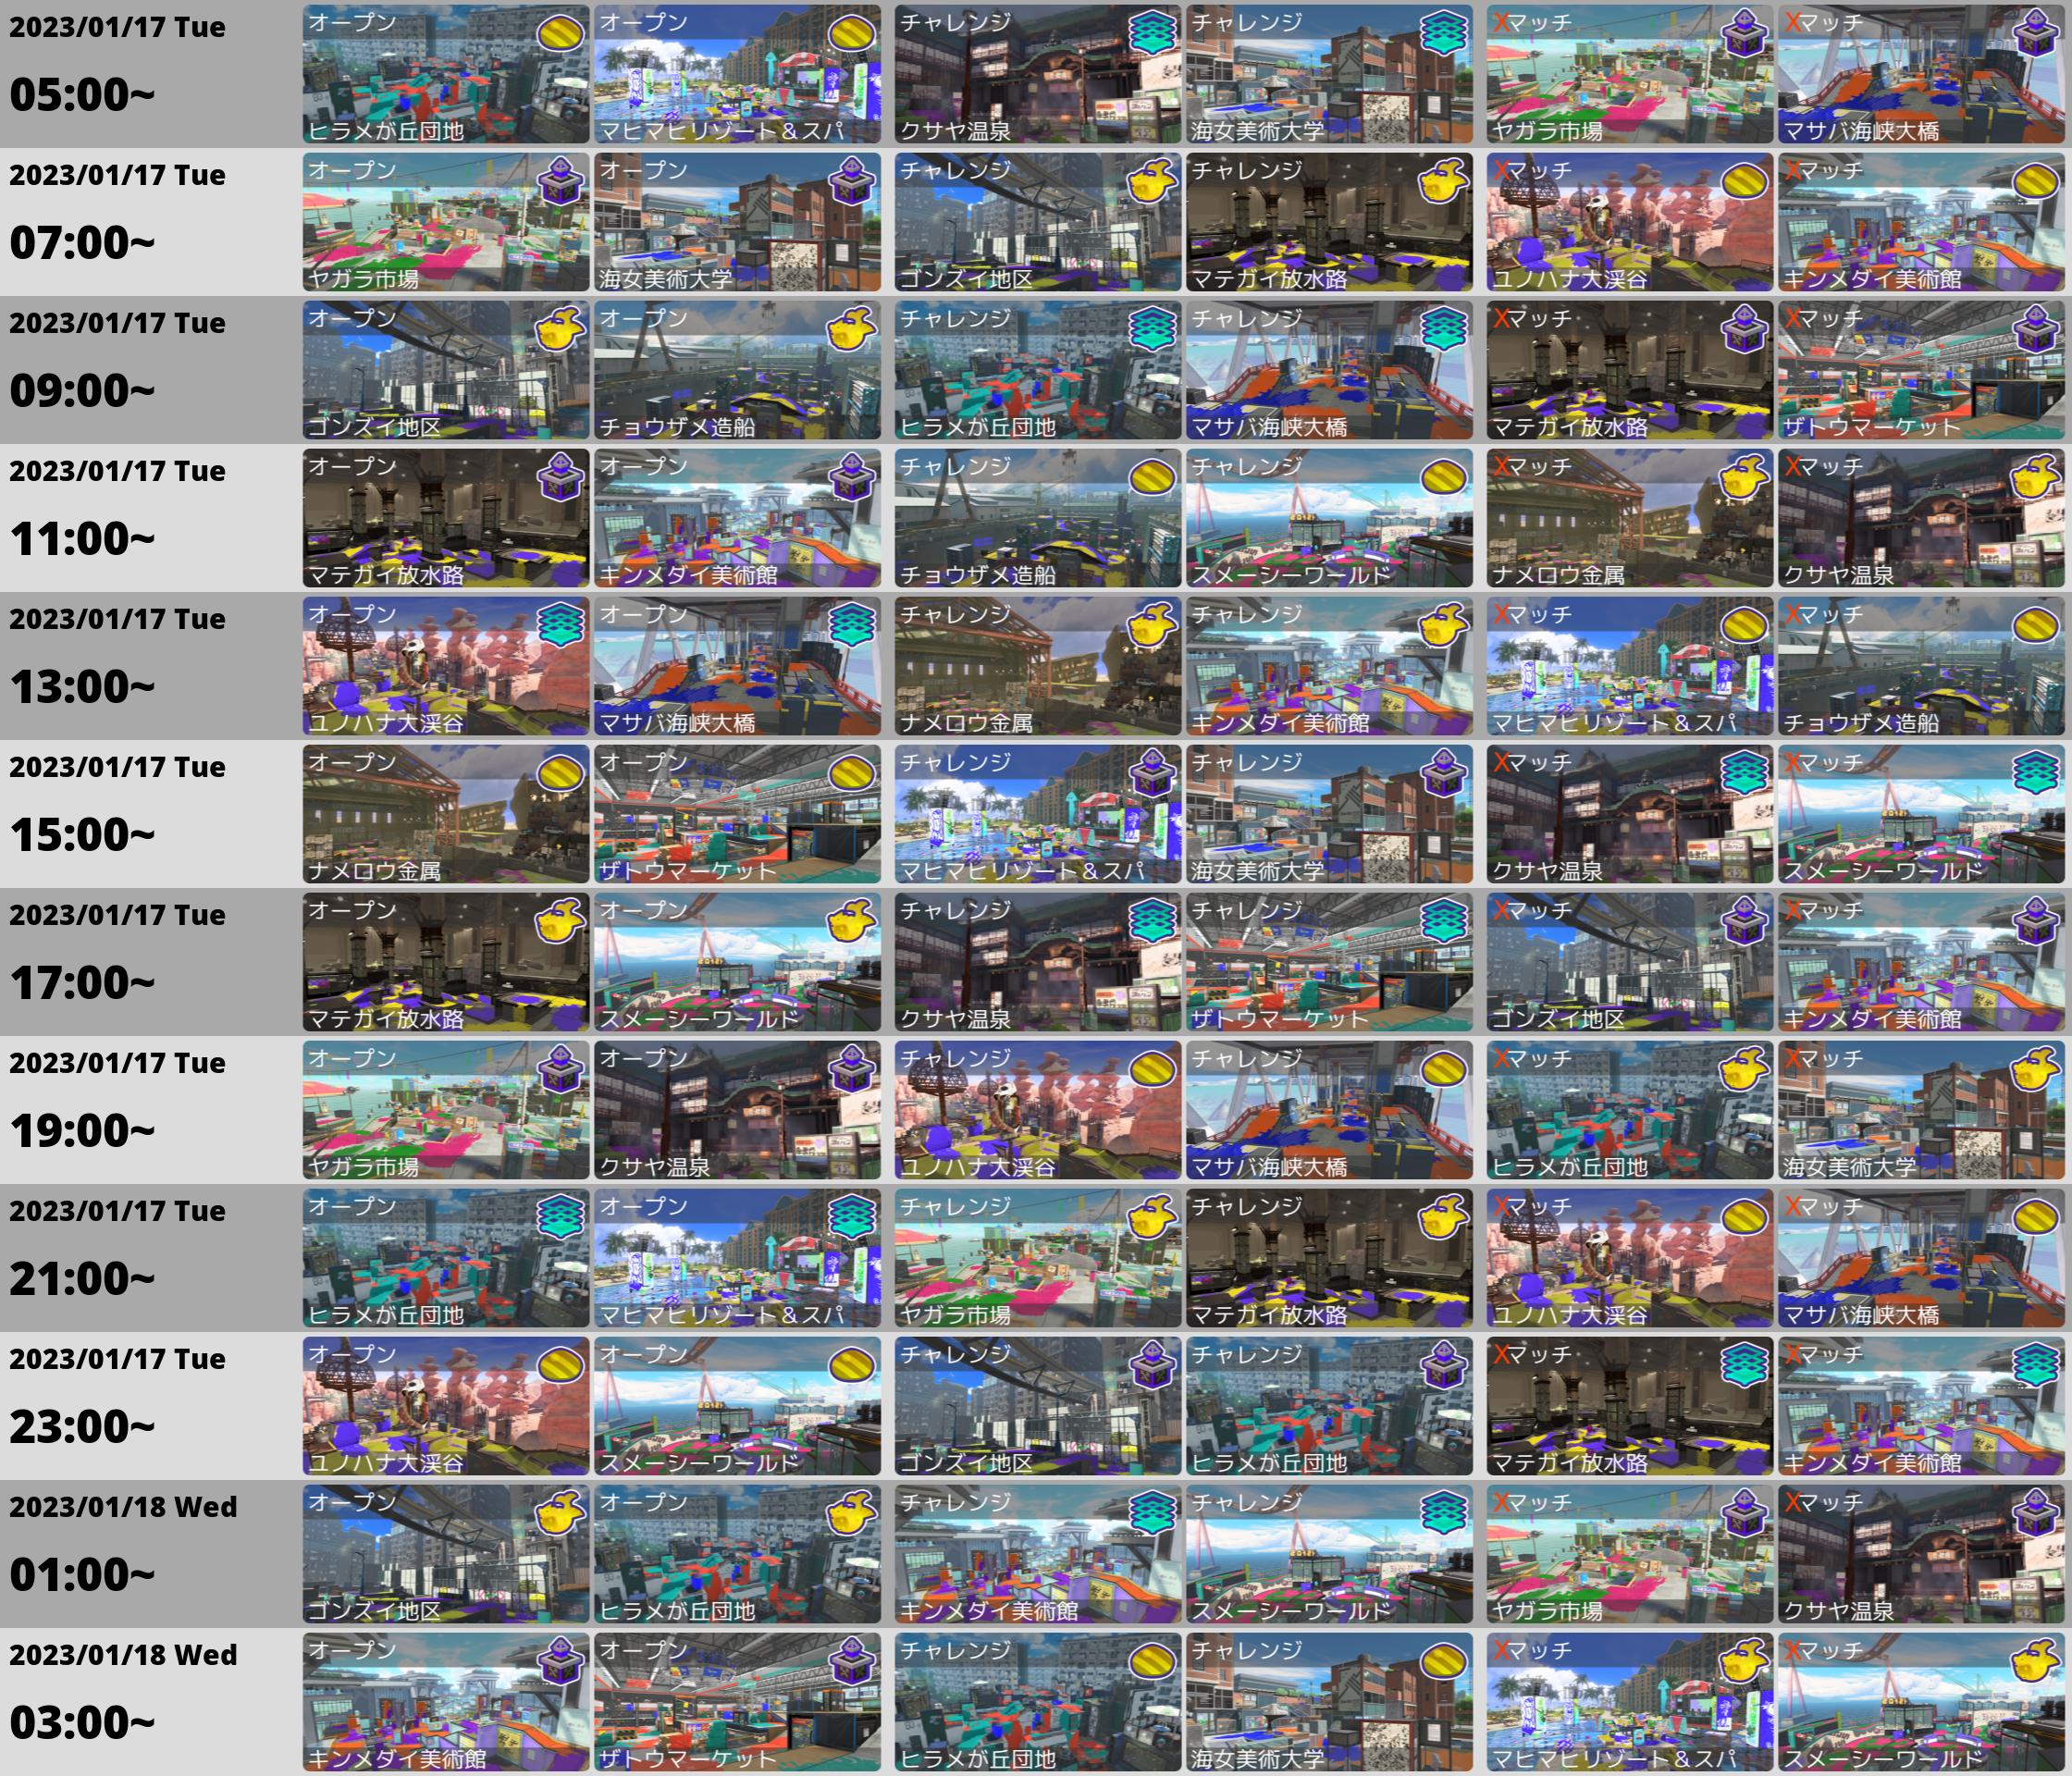 2023/01/17 Tue
05:00~
オープン
ヒラメが丘団地
オープン
マヒマヒリゾート＆スパ
チャレンジ
クサヤ温泉
チャレンジ
海女美術大学
Xマッチ
ヤガラ市場
Xマッチ
マサバ海峡大橋
2023/01/17 Tue
07:00~
オープン
ヤガラ市場
オープン
海女美術大学
チャレンジ
ゴンズイ地区
チャレンジ
マテガイ放水路
Xマッチ
ユノハナ大渓谷
Xマッチ
キンメダイ美術館
2023/01/17 Tue
09:00~
オープン
ゴンズイ地区
オープン
チョウザメ造船
チャレンジ
ヒラメが丘団地
チャレンジ
マサバ海峡大橋
Xマッチ
マテガイ放水路
Xマッチ
ザトウマーケット
2023/01/17 Tue
11:00~
オープン
マテガイ放水路
オープン
キンメダイ美術館
チャレンジ
チョウザメ造船
チャレンジ
スメーシーワールド
Xマッチ
ナメロウ金属
Xマッチ
クサヤ温泉
2023/01/17 Tue
13:00~
オープン
ユノハナ大渓谷
オープン
マサバ海峡大橋
チャレンジ
ナメロウ金属
チャレンジ
キンメダイ美術館
Xマッチ
マヒマヒリゾート＆スパ
Xマッチ
チョウザメ造船
2023/01/17 Tue
15:00~
オープン
ナメロウ金属
オープン
ザトウマーケット
チャレンジ
マヒマヒリゾート＆スパ
チャレンジ
海女美術大学
Xマッチ
クサヤ温泉
Xマッチ
スメーシーワールド
2023/01/17 Tue
17:00~
オープン
マテガイ放水路
オープン
スメーシーワールド
チャレンジ
クサヤ温泉
チャレンジ
ザトウマーケット
Xマッチ
ゴンズイ地区
Xマッチ
キンメダイ美術館
2023/01/17 Tue
19:00~
オープン
ヤガラ市場
オープン
クサヤ温泉
チャレンジ
ユノハナ大渓谷
チャレンジ
マサバ海峡大橋
Xマッチ
ヒラメが丘団地
Xマッチ
海女美術大学
2023/01/17 Tue
21:00~
オープン
ヒラメが丘団地
オープン
マヒマヒリゾート＆スパ
チャレンジ
ヤガラ市場
チャレンジ
マテガイ放水路
Xマッチ
ユノハナ大渓谷
Xマッチ
マサバ海峡大橋
2023/01/17 Tue
23:00~
オープン
ユノハナ大渓谷
オープン
スメーシーワールド
チャレンジ
ゴンズイ地区
チャレンジ
ヒラメが丘団地
Xマッチ
マテガイ放水路
Xマッチ
キンメダイ美術館
2023/01/18 Wed
01:00~
オープン
ゴンズイ地区
オープン
ヒラメが丘団地
チャレンジ
キンメダイ美術館
チャレンジ
スメーシーワールド
Xマッチ
ヤガラ市場
Xマッチ
クサヤ温泉
2023/01/18 Wed
03:00~
オープン
キンメダイ美術館
オープン
ザトウマーケット
チャレンジ
ヒラメが丘団地
チャレンジ
海女美術大学
Xマッチ
マヒマヒリゾート＆スパ
Xマッチ
スメーシーワールド